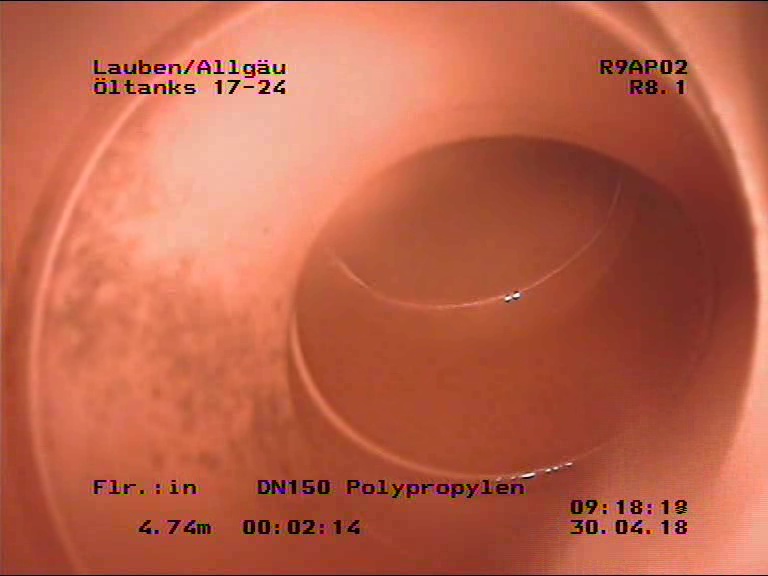 Lauben/Allgäu
Öltanks 17-24
R9AP02
R8.1
Flr.:in DN150 Polypropylen
09:18:19
4.74m 00:02:14
30.04.18